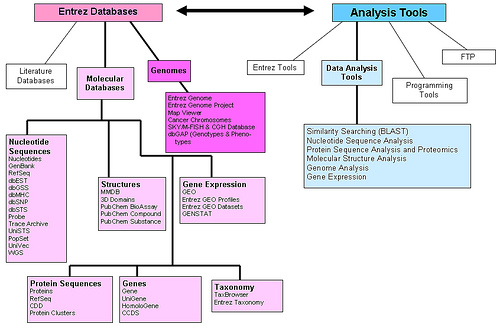 Entrez Databases
Analysis Tools
Literature
Databases
Molecular
Databases
Genomes
Entrez Tools
Data Analysis
Tools
Programming
Tools
FTP
Entrez Genome
Entrez Genome Project
Map Viewer
Cancer Chromosomes
SKY/M-FISH & CGH Database
dbGAP (Genotypes & Pheno-
types)
Similarity Searching (BLAST)
Nucleotide Sequence Analysis
Protein Sequence Analysis and Proteomics
Molecular Structure Analysis
Genome Analysis
Gene Expression
Nucleotide
Sequences
Nucleotides
GenBank
RefSeq
dbEST
dbGSS
dbMHC
dbSNP
dbSTS
Probe
Trace Archive
UniSTS
PopSet
UniVec
WGS
Structures
MMDB
3D Domains
PubChem BioAssay
PubChem Compound
PubChem Substance
Gene Expression
GEO
Entrez GEO Profiles
Entrez GEO Datasets
GENSTAT
Protein Sequences
Proteins
RefSeq
CDD
Protein Clusters
Genes
Gene
UniGene
HomoloGene
CCDS
Taxonomy
TaxBrowser
Entrez Taxonomy